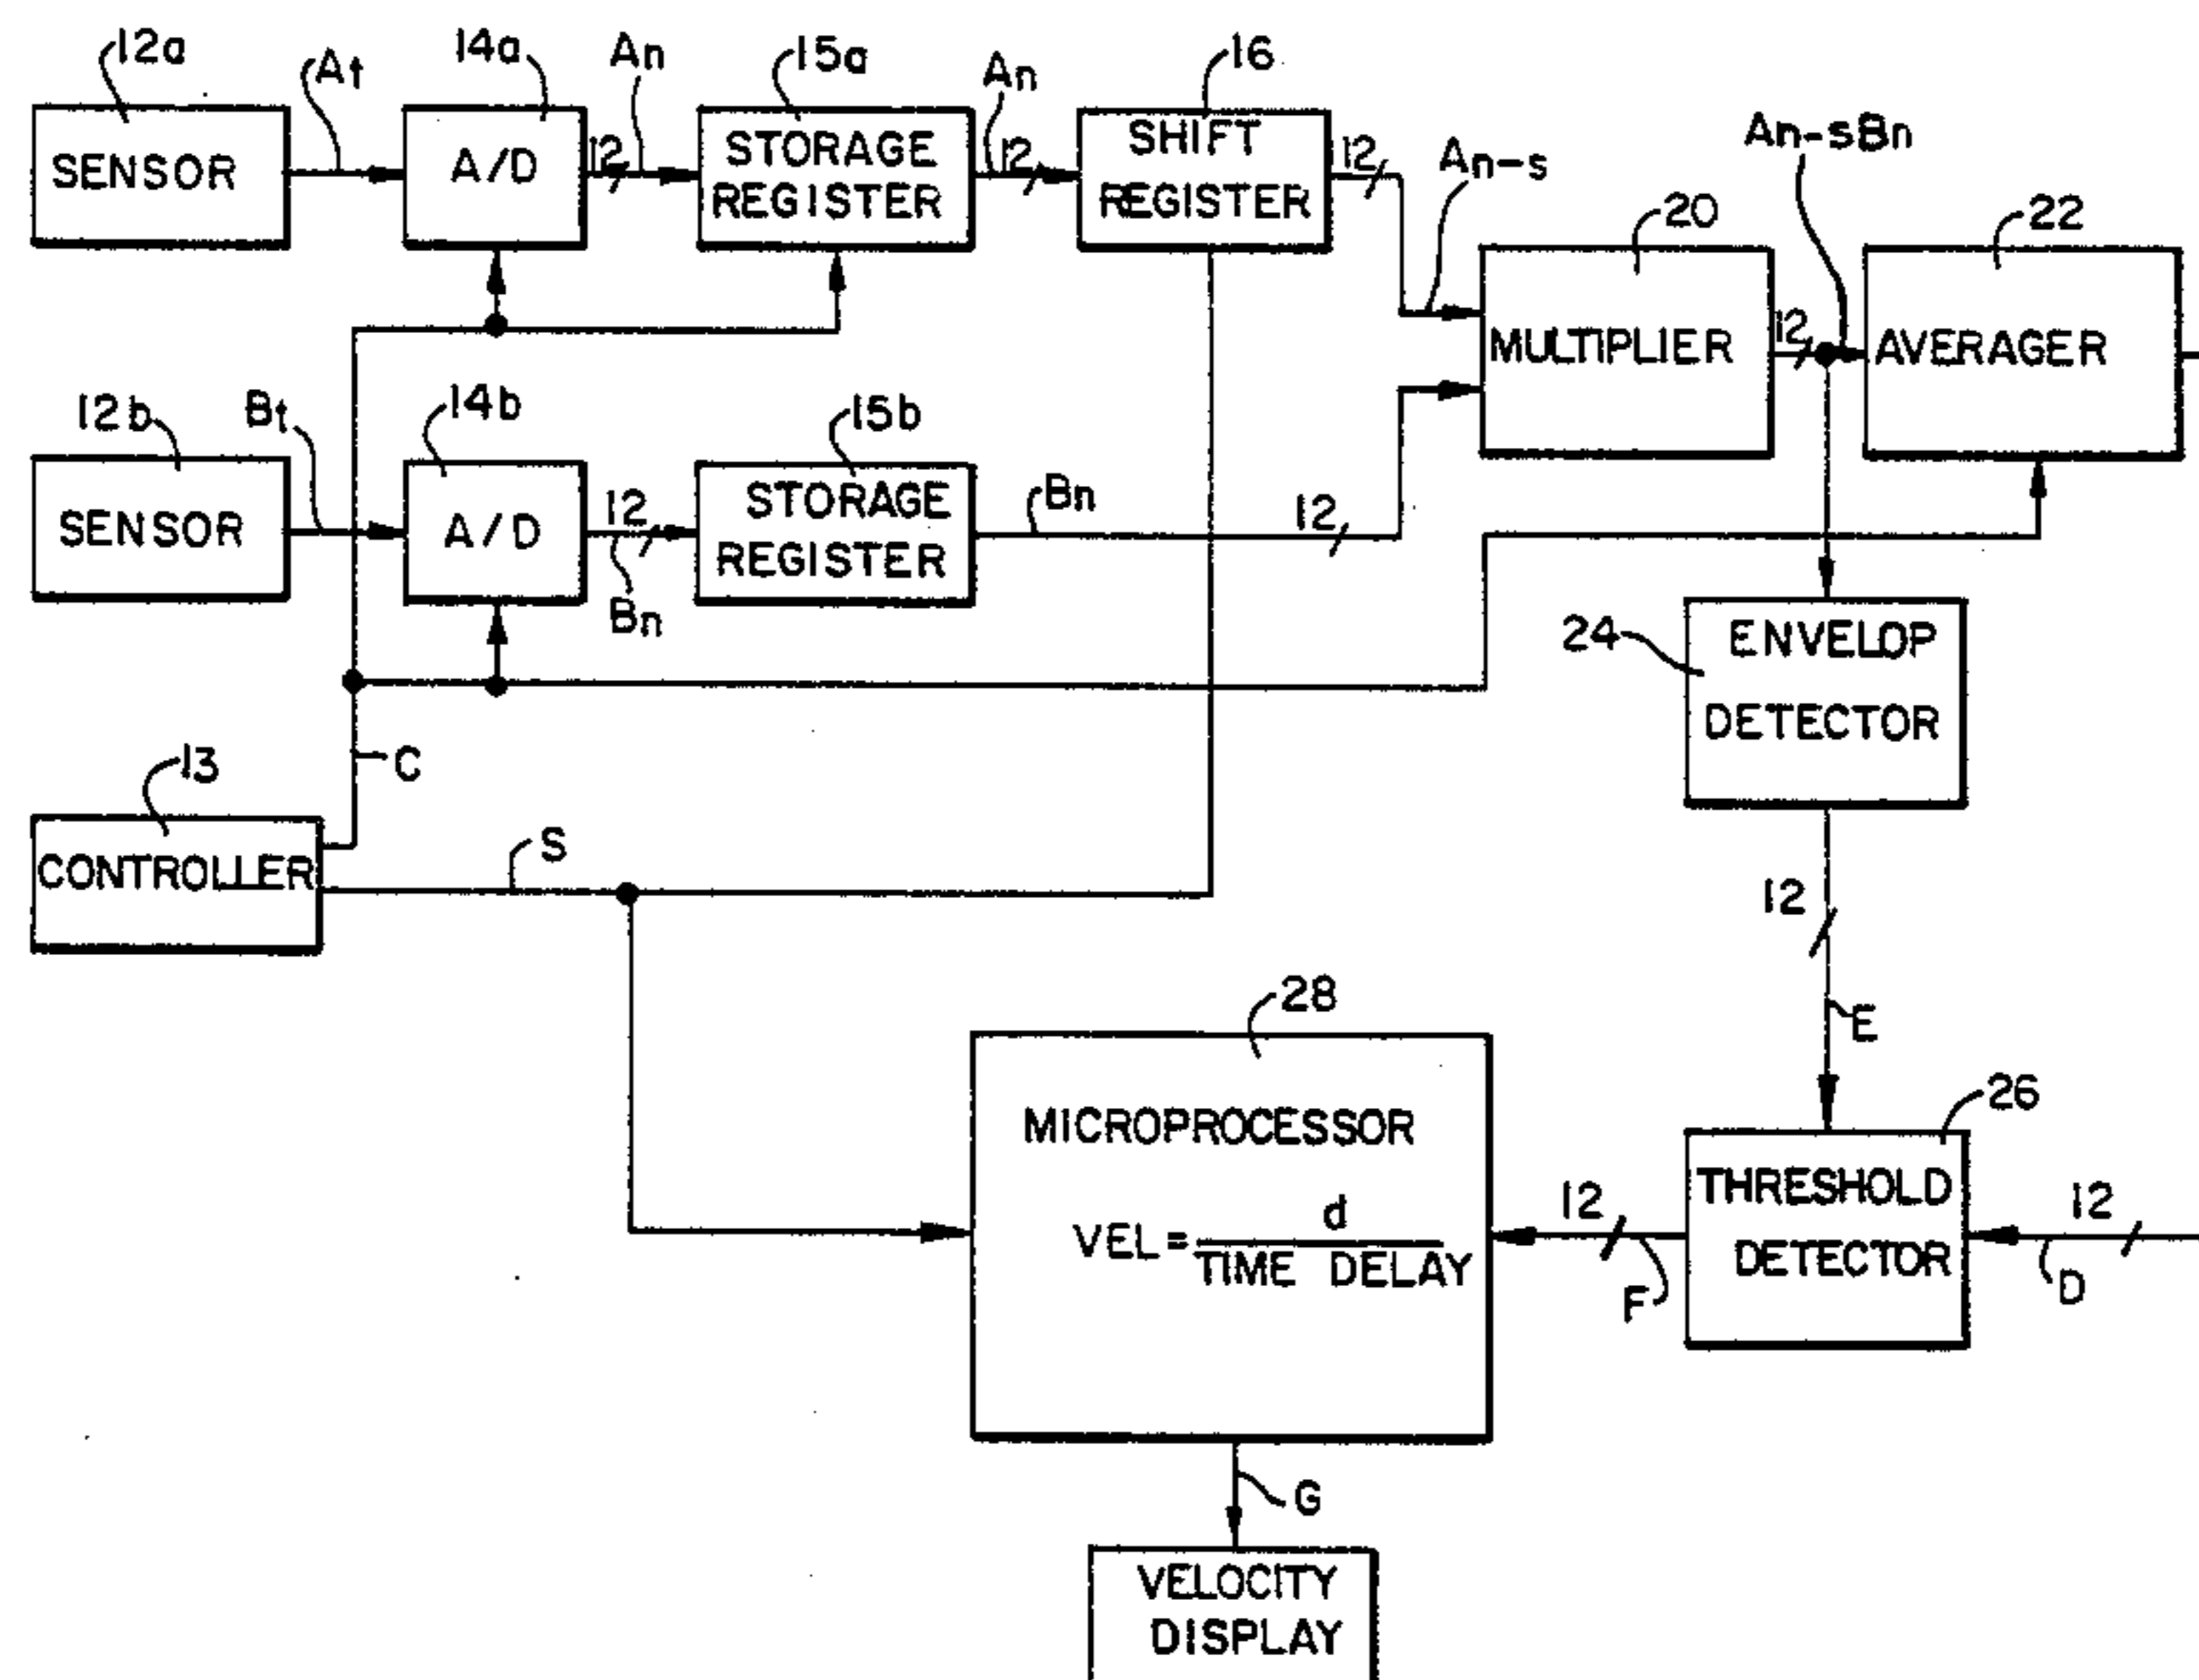 12a
At
14a
An
15a
An
16
SENSOR
A/D
12
STORAGE
REGISTER
12
SHIFT
REGISTER
12
An-s
An-sBn
20
22
MULTIPLIER
12
AVERAGER
12b
Bt
14b
15b
SENSOR
A/D
12
Bn
STORAGE
REGISTER
Bn
12
24
ENVELOP
DETECTOR
13
C
CONTROLLER
S
12
E
28
26
MICROPROCESSOR
VEL = d
TIME DELAY
12
F
THRESHOLD
DETECTOR
12
D
G
VELOCITY
DISPLAY